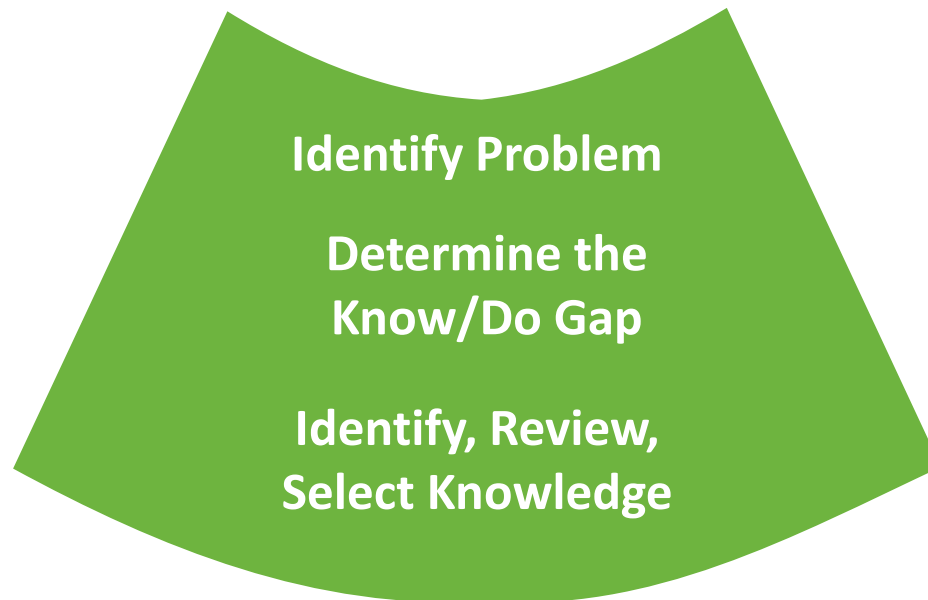 Identify Problem
Determine the
Know/Do Gap
Identify, Review,
Select Knowledge